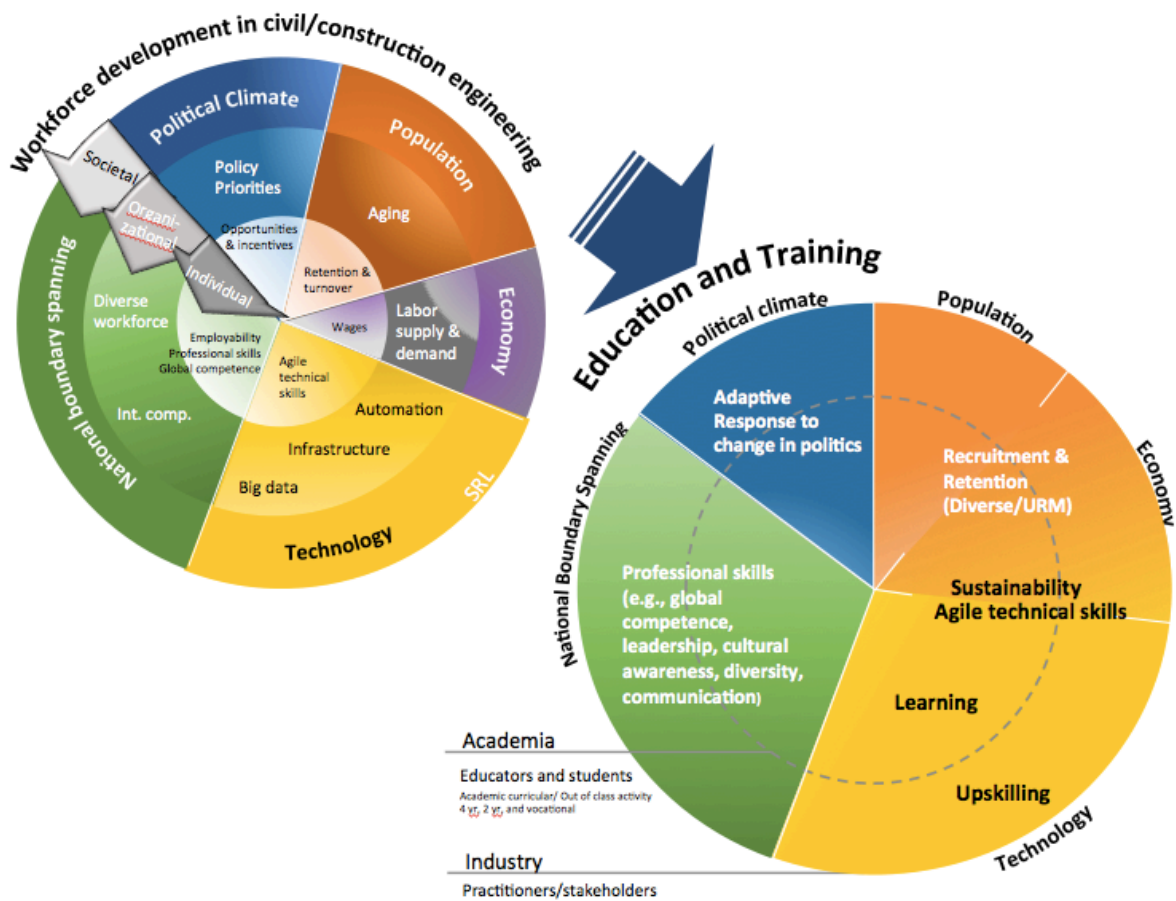 Workforce development in civil/construction engineering
Political Climate
Population
Societal
Policy
Priorities
Aging
Organi-
zational
Opportunities
& incentives
Individual
Retention &
turnover
Economy
National boundary spanning
Diverse
workforce
Labor
supply &
demand
Wages
Employability
Professional skills
Global competence
Agile
technical
skills
Int. comp.
Automation
Infrastructure
Big data
SRL
Technology
Education and Training
Political climate
Population
Adaptive
Response to
change in politics
National Boundary Spanning
Economy
Recruitment &
Retention
(Diverse/URM)
Professional skills
(e.g., global
competence,
leadership, cultural
awareness, diversity,
communication)
Sustainability
Agile technical skills
Learning
Upskilling
Technology
Academia
Educators and students
Academic curricular/ Out of class activity
4 yr, 2 yr, and vocational
Industry
Practitioners/stakeholders